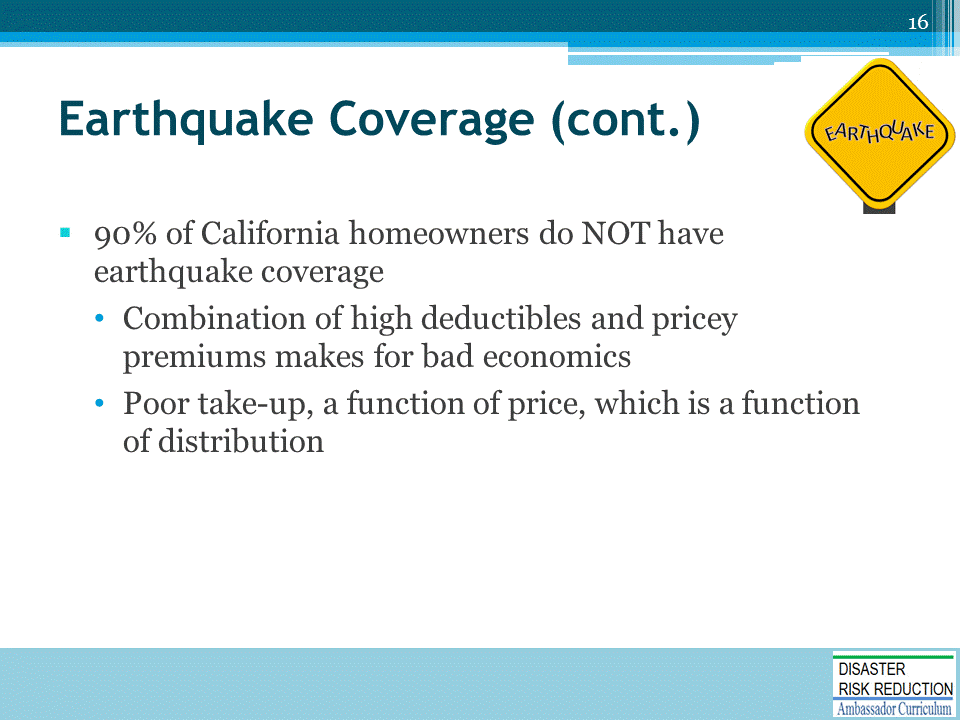 16
Earthquake Coverage (cont.)
EARTHQUAKE
▪ 90% of California homeowners do NOT have
earthquake coverage
• Combination of high deductibles and pricey
premiums makes for bad economics
• Poor take-up, a function of price, which is a function
of distribution
DISASTER
RISK REDUCTION
Ambassador Curriculum